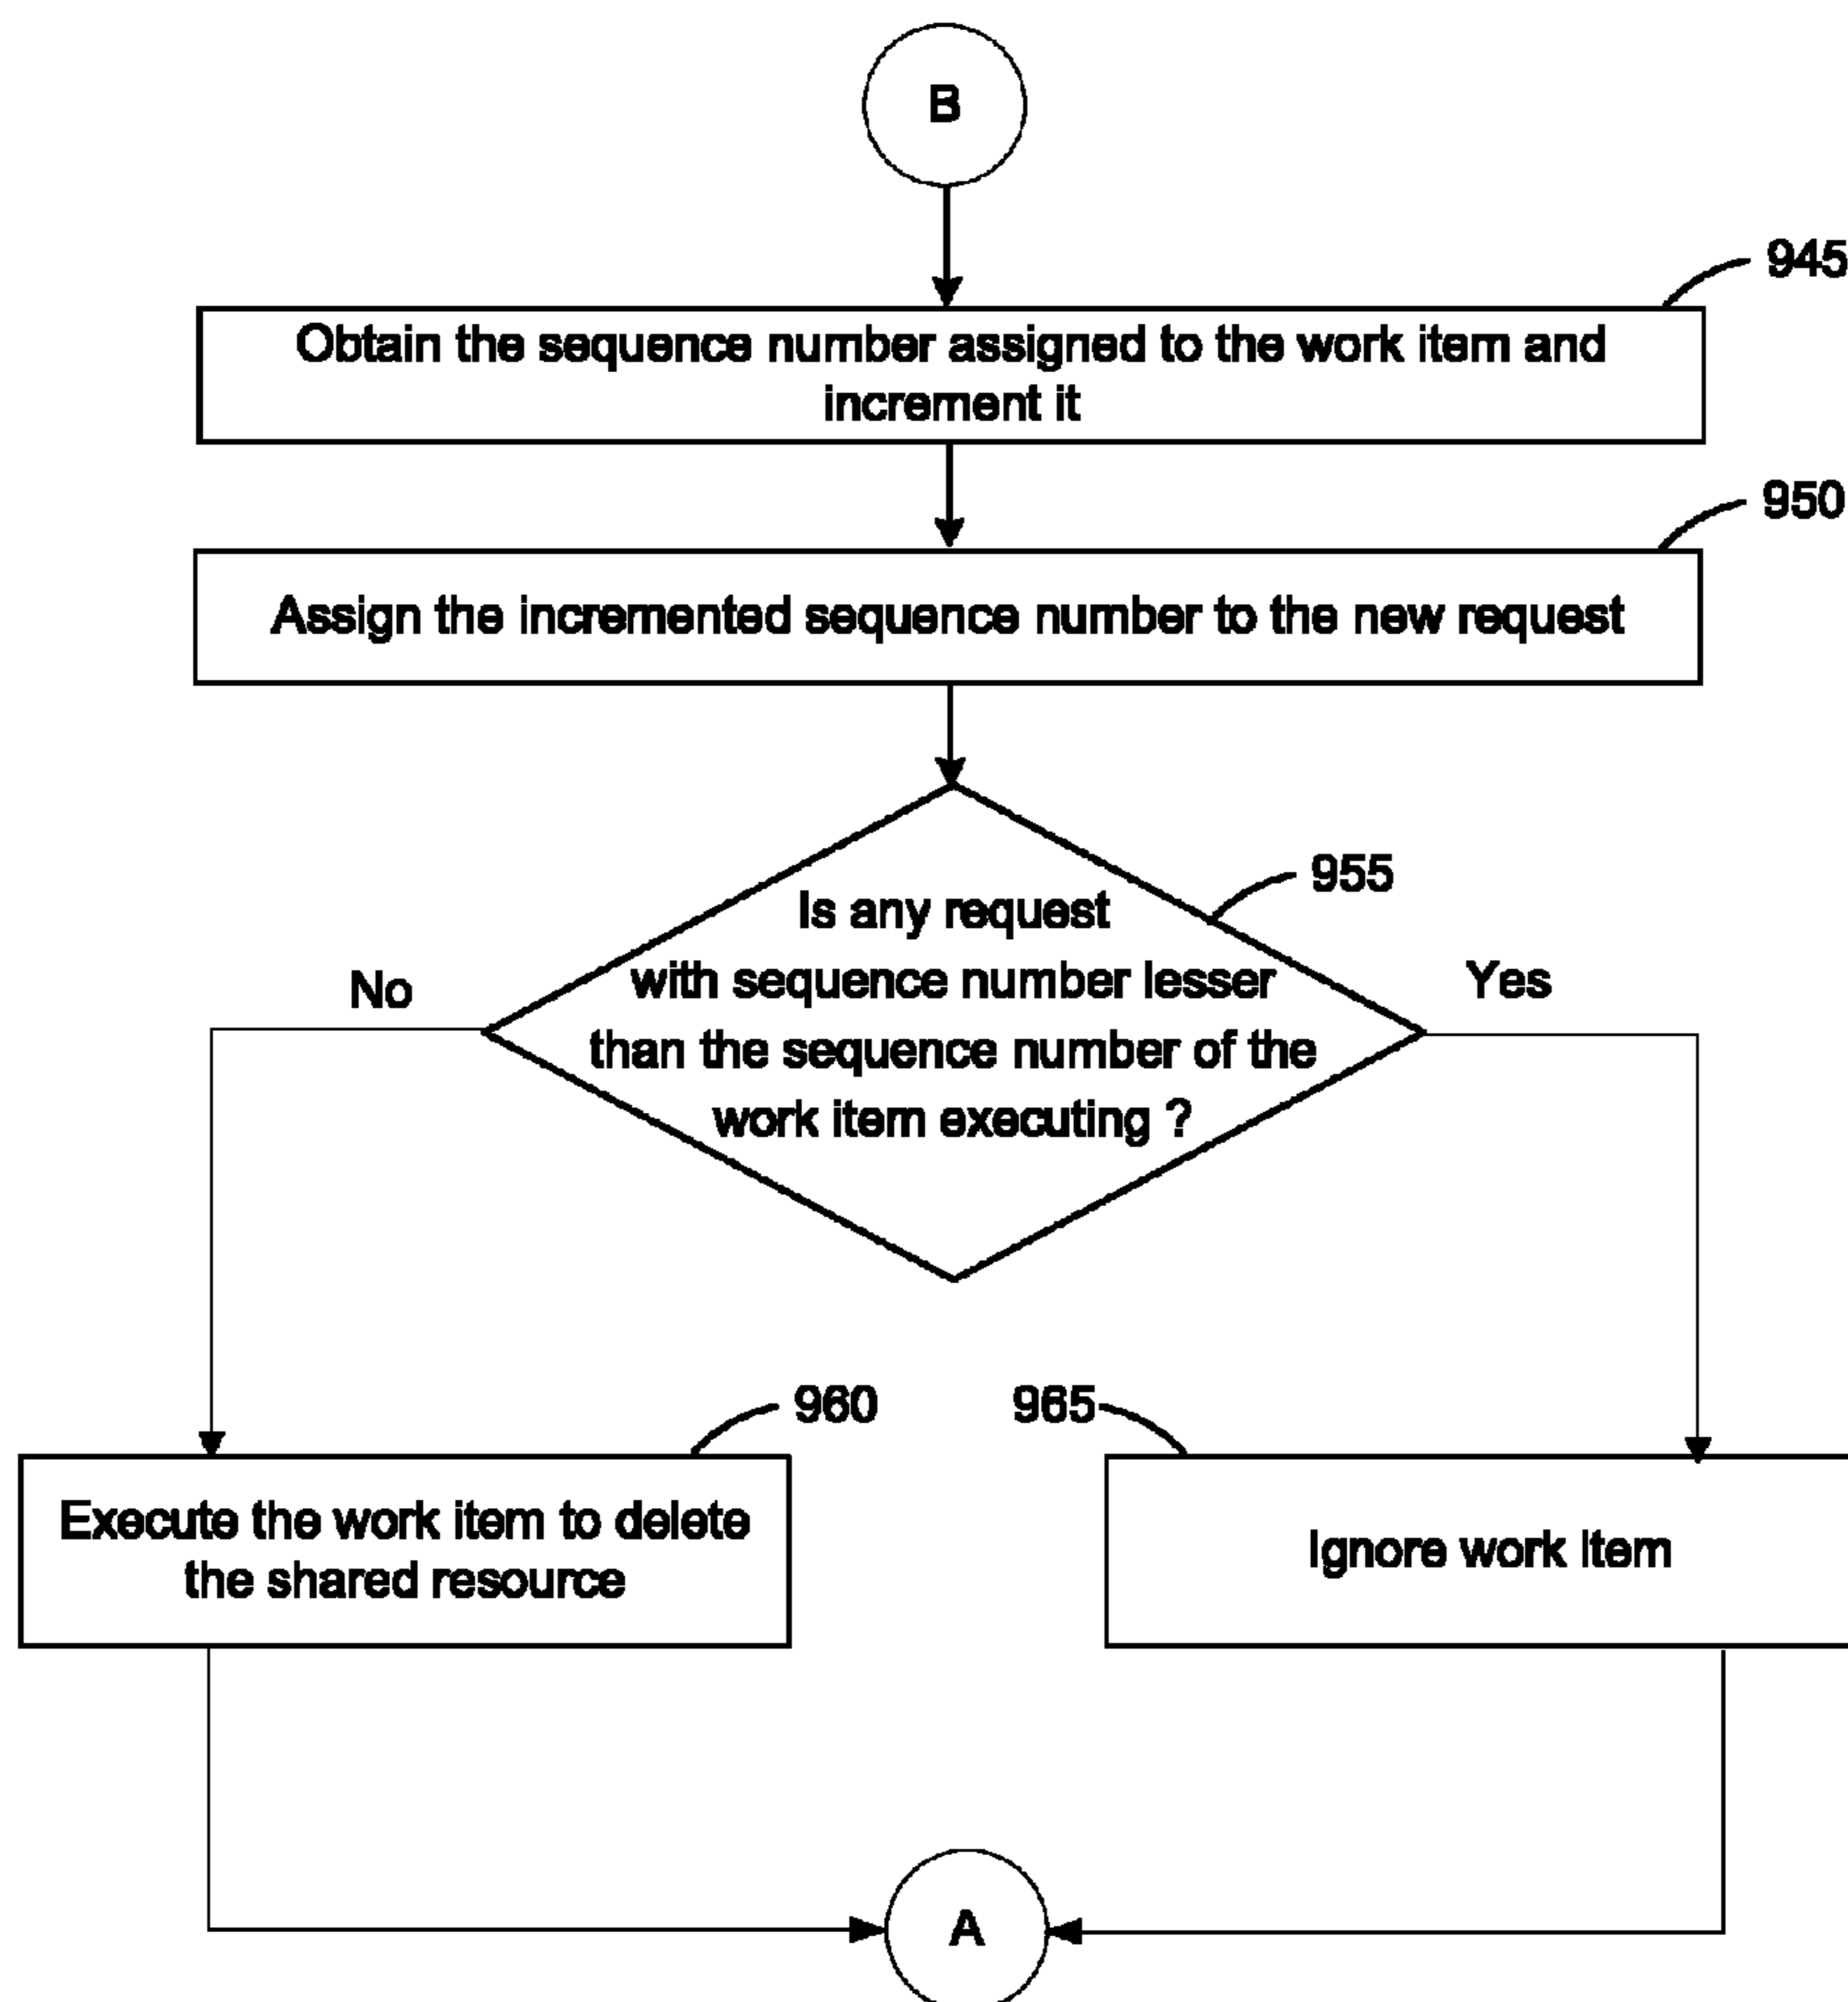 B
945
Obtain the sequence number assigned to the work item and
increment it
950
Assign the incremented sequence number to the new request
955
Is any request
with sequence number lesser
than the sequence number of the
work item executing ?
No
Yes
960
965
Execute the work item to delete
the shared resource
Ignore work item
A